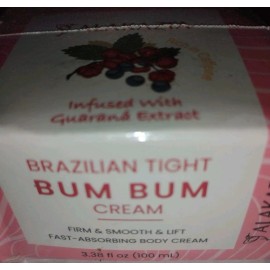 Infused With
Guaraná Extract
BRAZILIAN TIGHT
BUM BUM
CREAM
FIRM & SMOOTH & LIFT
FAST-ABSORBING BODY CREAM
3.38 fl oz (100 mL)